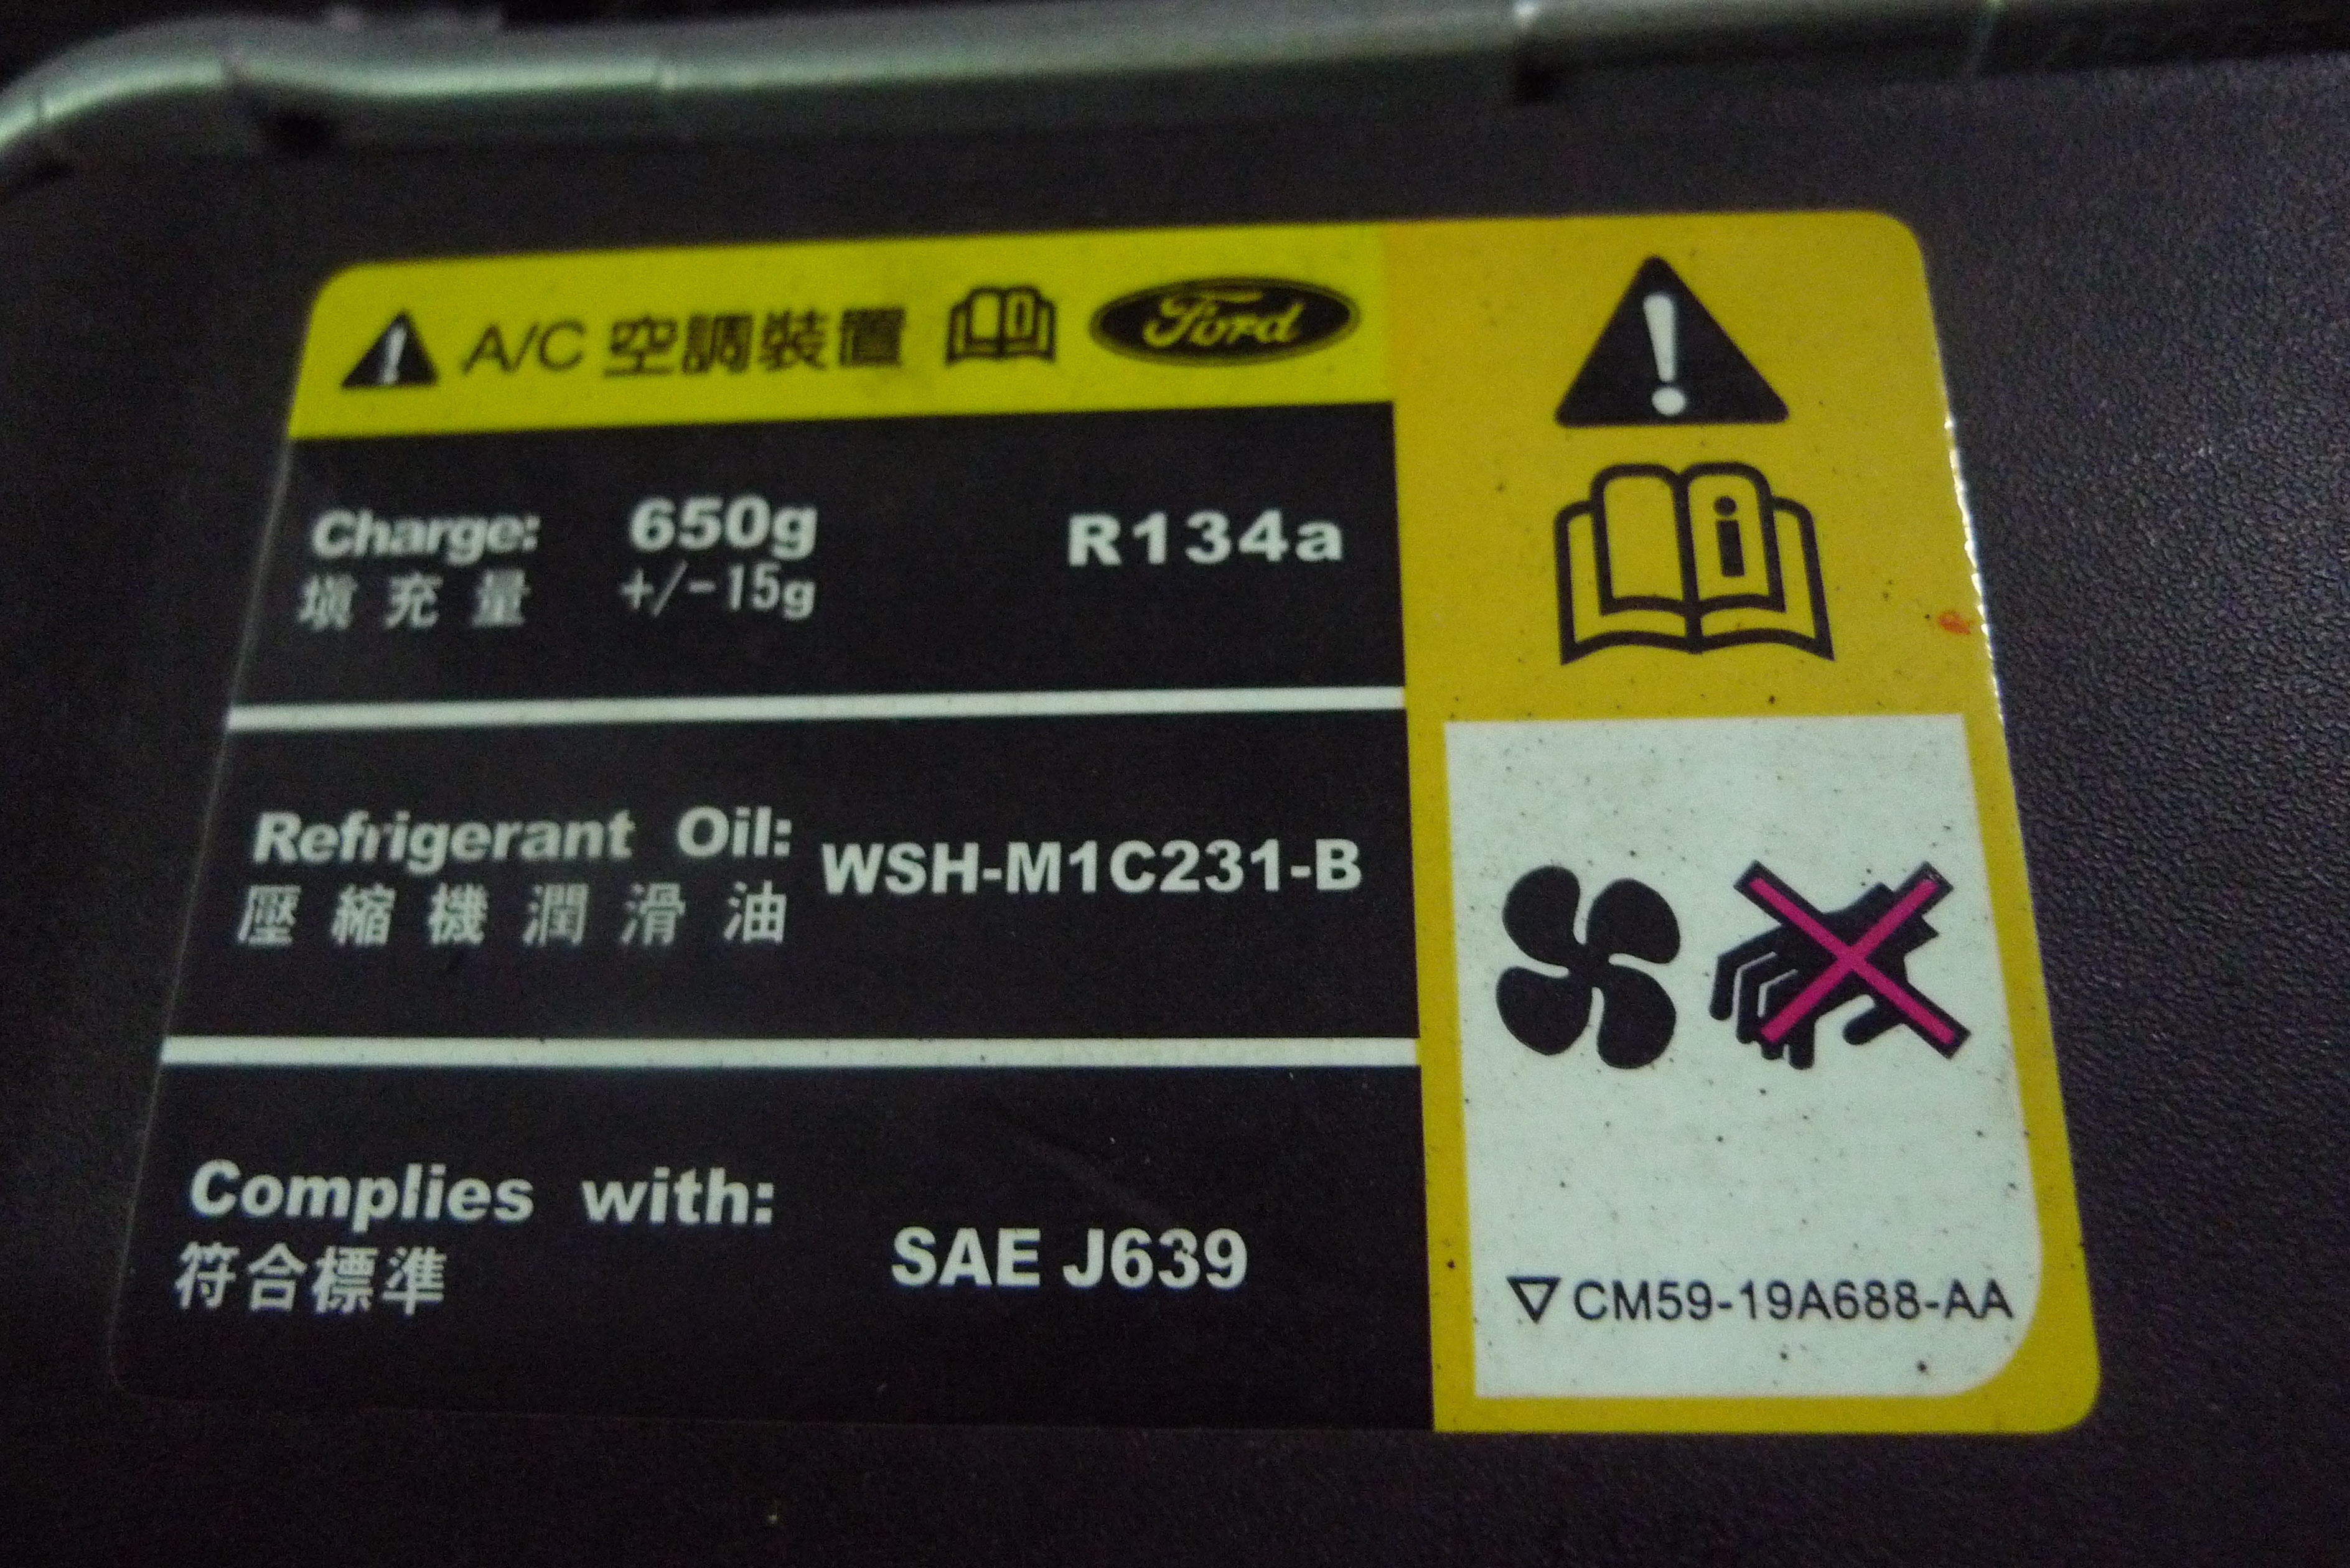 A/C 空調裝置 Ford
Charge: 650g R134a
填充量 +/-15g
Refrigerant Oil: WSH-M1C231-B
壓縮機潤滑油
Complies with:
符合標準 SAE J639
CM59-19A688-AA